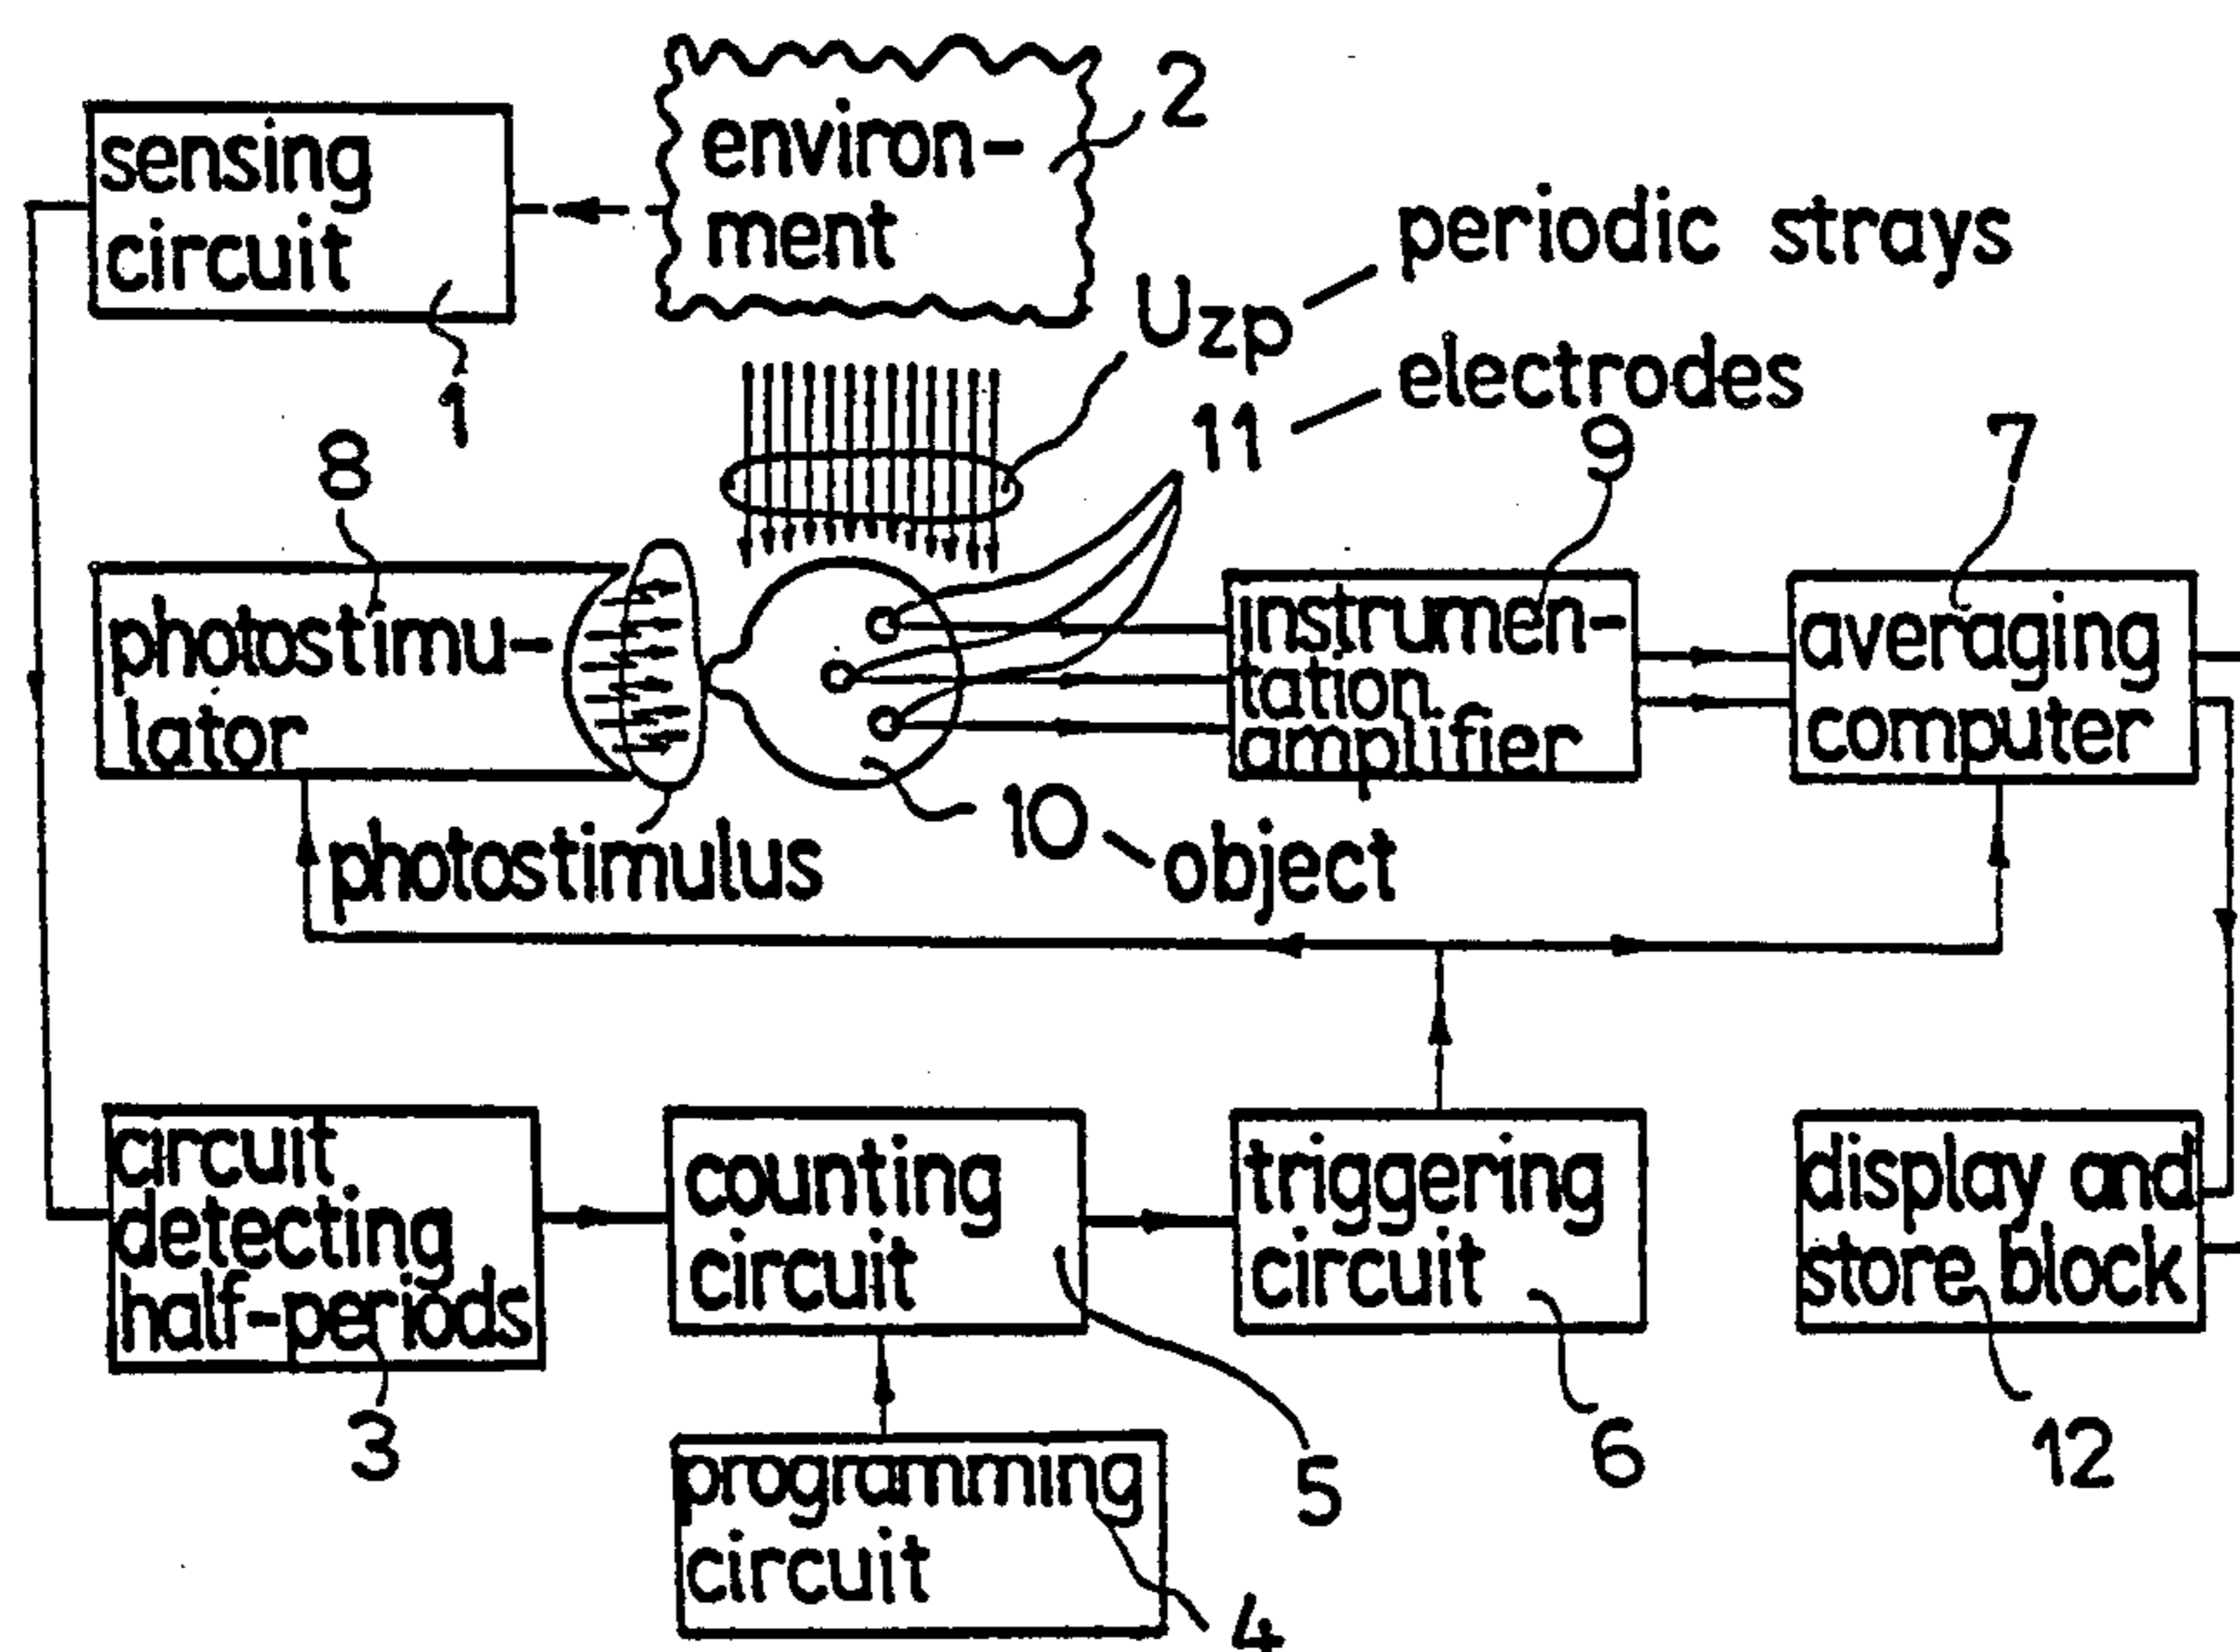 sensing
circuit
1
environ-
ment
2
Uzp
periodic strays
11
electrodes
8
photostimu-
lator
photostimulus
10
object
9
instrumen-
tation
amplifier
7
averaging
computer
circuit
detecting
half-periods
3
counting
circuit
5
triggering
circuit
6
display and
store block
12
programming
circuit
4